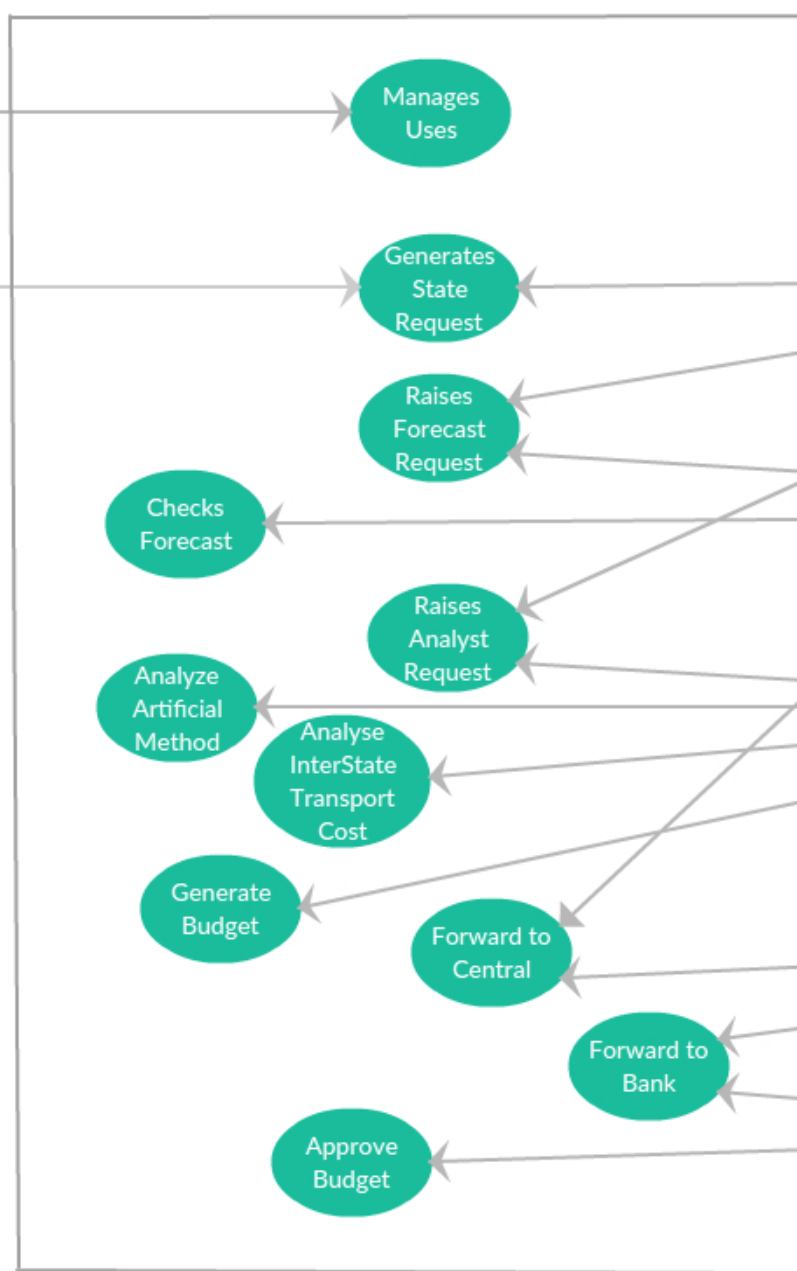 Manages
Uses
Generates
State
Request
Raises
Forecast
Request
Checks
Forecast
Raises
Analyst
Request
Analyze
Artificial
Method
Analyse
InterState
Transport
Cost
Generate
Budget
Forward to
Central
Forward to
Bank
Approve
Budget